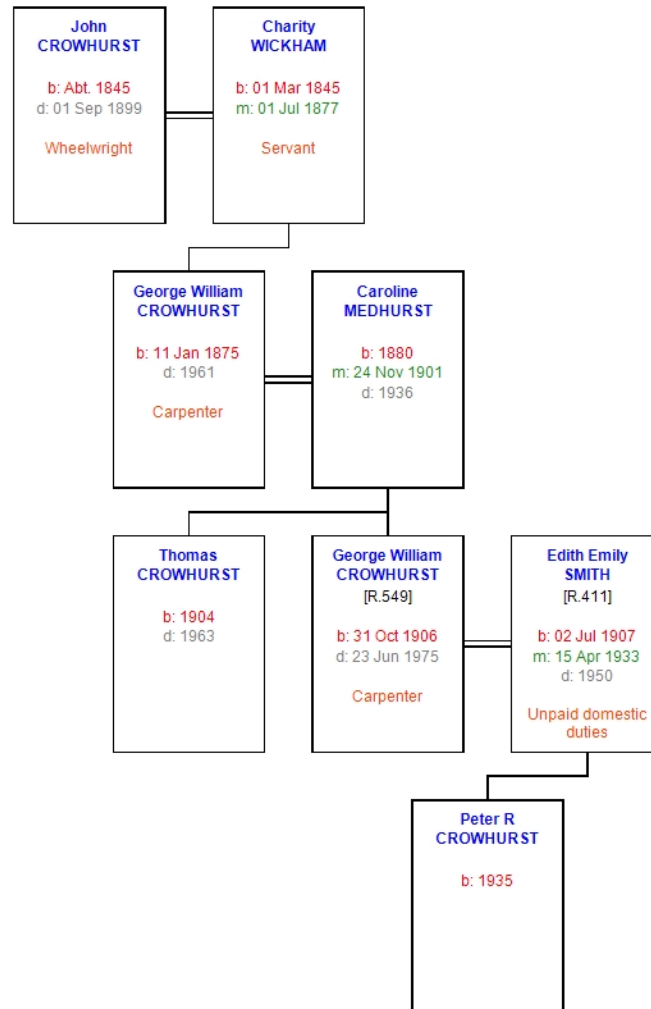 John
CROWHURST
b: Abt. 1845
d: 01 Sep 1899
Wheelwright
Charity
WICKHAM
b: 01 Mar 1845
m: 01 Jul 1877
Servant
George William
CROWHURST
b: 11 Jan 1875
d: 1961
Carpenter
Caroline
MEDHURST
b: 1880
m: 24 Nov 1901
d: 1936
Thomas
CROWHURST
b: 1904
d: 1963
George William
CROWHURST
[R.549]
b: 31 Oct 1906
d: 23 Jun 1975
Carpenter
Edith Emily
SMITH
[R.411]
b: 02 Jul 1907
m: 15 Apr 1933
d: 1950
Unpaid domestic
duties
Peter R
CROWHURST
b: 1935